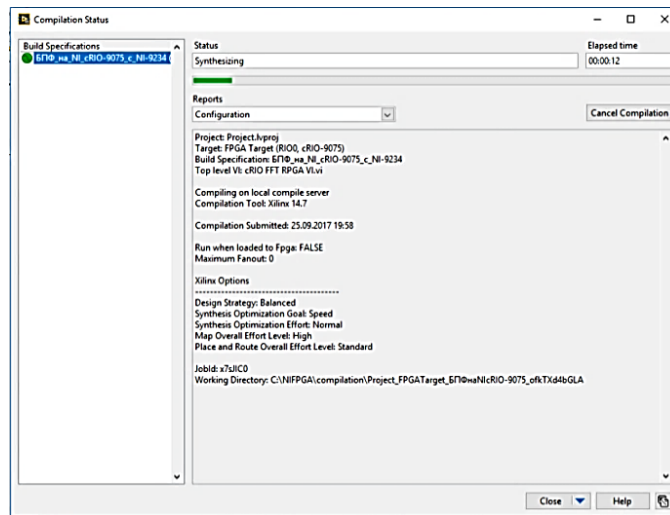 Compilation Status
Build Specifications
БПФ_на_NI_cRIO-9075_с_NI-9234 (
Status
Synthesizing
Elapsed time
00:00:12
Reports
Configuration
Cancel Compilation
Project: Project.lvproj
Target: FPGA Target (RIO0, cRIO-9075)
Build Specification: БПФ_на_NI_cRIO-9075_с_NI-9234
Top level VI: cRIO FFT RPGA VI.vi
Compiling on local compile server
Compilation Tool: Xilinx 14.7
Compilation Submitted: 25.09.2017 19:58
Run when loaded to Fpga: FALSE
Maximum Fanout: 0
Xilinx Options
---------------------------------------
Design Strategy: Balanced
Synthesis Optimization Goal: Speed
Synthesis Optimization Effort: Normal
Map Overall Effort Level: High
Place and Route Overall Effort Level: Standard
JobId: x7sJIC0
Working Directory: C:\NIFPGA\compilation\Project_FPGATarget_БПФнаNIcRIO-9075_ofkTXd4bGLA
Close
Help